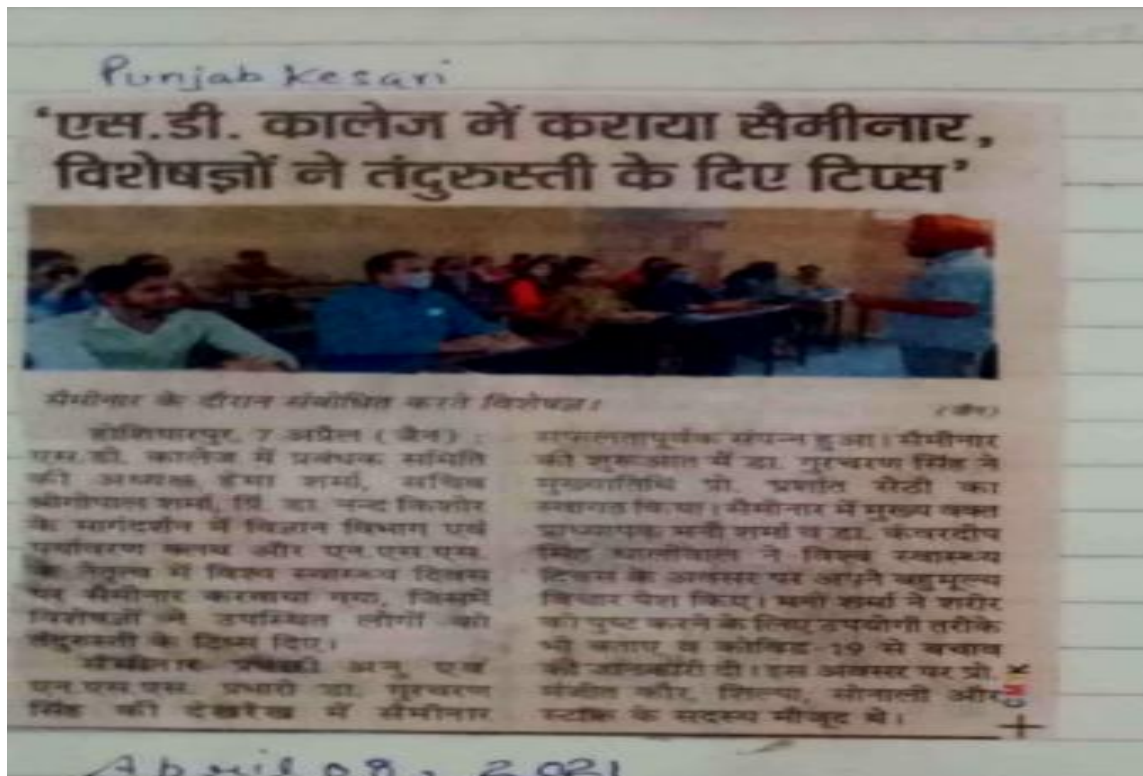 Punjab Kesari
‘एस.डी. कालेज में कराया सैमीनार,
विशेषज्ञों ने तंदुरुस्ती के दिए टिप्स’
सैमीनार के दौरान संबोधित करते विशेषज्ञ।
(जैन)
होशियारपुर, 7 अप्रैल (जैन) :
एस.डी. कालेज में प्रबंधक समिति
की अध्यक्ष हेमा शर्मा, सचिव
श्रीगोपाल शर्मा, प्रिं. डा. नन्द किशोर
के मार्गदर्शन में विज्ञान विभाग एवं
पर्यावरण क्लब और एन.एस.एस.
के नेतृत्व में विश्व स्वास्थ्य दिवस
पर सैमीनार करवाया गया, जिसमें
विशेषज्ञों ने उपस्थित लोगों को
तंदुरुस्ती के टिप्स दिए।
सैमीनार प्रभारी अनु एवं
एन.एस.एस. प्रभारी डा. गुरचरण
सिंह की देखरेख में सैमीनार
सफलतापूर्वक संपन्न हुआ। सैमीनार
की शुरुआत में डा. गुरचरण सिंह ने
मुख्यातिथि प्रो. प्रशांत सेठी का
स्वागत किया। सैमीनार में मुख्य वक्ता
प्राध्यापक मनी शर्मा व डा. कंवरदीप
सिंह धालीवाल ने विश्व स्वास्थ्य
दिवस के अवसर पर अपने बहुमूल्य
विचार पेश किए। मनी शर्मा ने शरीर
को पुष्ट करने के लिए उपयोगी तरीके
भी बताए व कोविड 19 से बचाव
की जानकारी दी। इस अवसर पर प्रो.
मंजीत कौर, शिल्पा, सोनाली और
स्टाफ के सदस्य मौजूद थे।
CMK
April 08, 2021